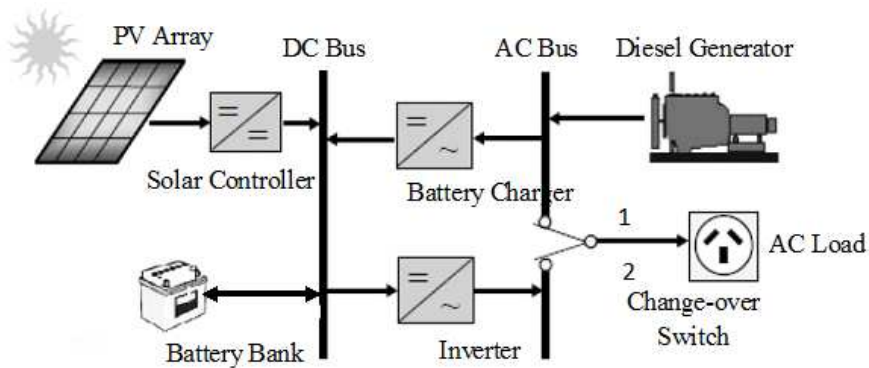 PV Array
DC Bus
AC Bus
Diesel Generator
Solar Controller
Battery Charger
1
AC Load
2
Change-over
Switch
Battery Bank
Inverter